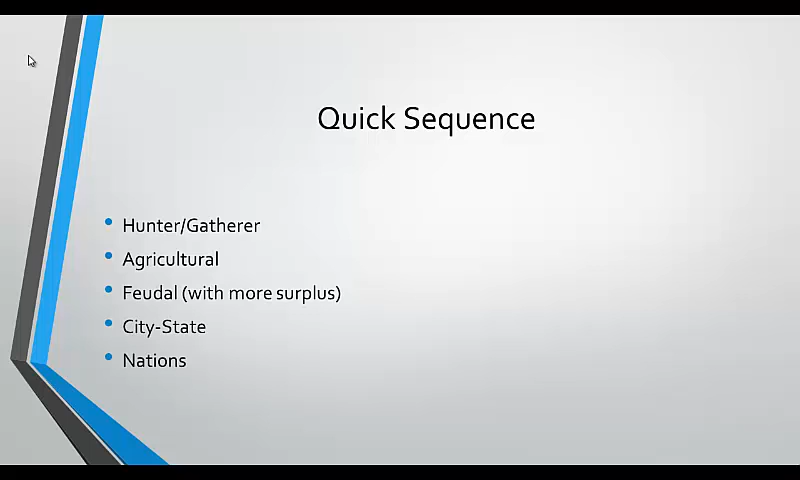 Quick Sequence
Hunter/Gatherer
Agricultural
Feudal (with more surplus)
City-State
Nations